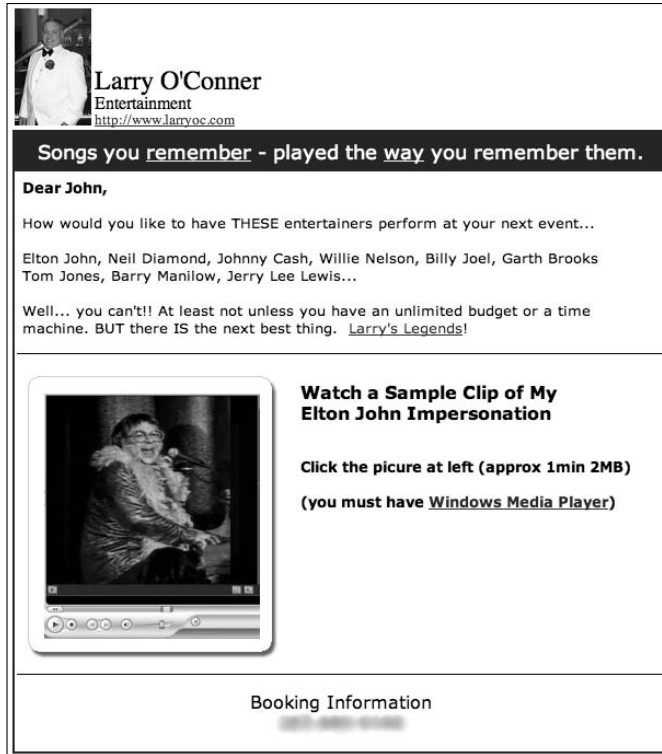 Larry O'Conner
Entertainment
http://www.larryoc.com
Songs you remember - played the way you remember them.
Dear John,
How would you like to have THESE entertainers perform at your next event...
Elton John, Neil Diamond, Johnny Cash, Willie Nelson, Billy Joel, Garth Brooks
Tom Jones, Barry Manilow, Jerry Lee Lewis...
Well... you can't!! At least not unless you have an unlimited budget or a time
machine. BUT there IS the next best thing. Larry's Legends!
Watch a Sample Clip of My
Elton John Impersonation
Click the picure at left (approx 1min 2MB)
(you must have Windows Media Player)
Booking Information